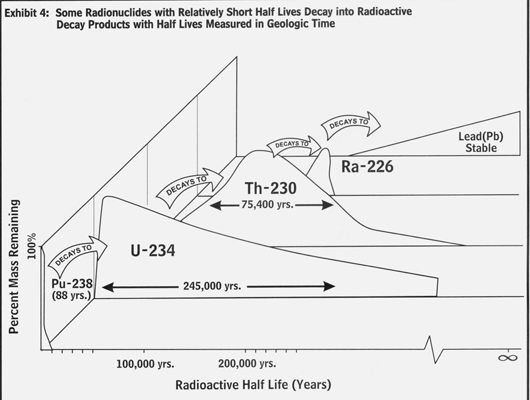 Exhibit 4: Some Radionuclides with Relatively Short Half Lives Decay into Radioactive
Decay Products with Half Lives Measured in Geologic Time
DECAYS TO
DECAYS TO
Lead(Pb)
Stable
Ra-226
DECAYS TO
Th-230
75,400 yrs.
Percent Mass Remaining
100%
DECAYS TO
U-234
Pu-238
(88 yrs.)
245,000 yrs.
100,000 yrs.
200,000 yrs.
∞
Radioactive Half Life (Years)